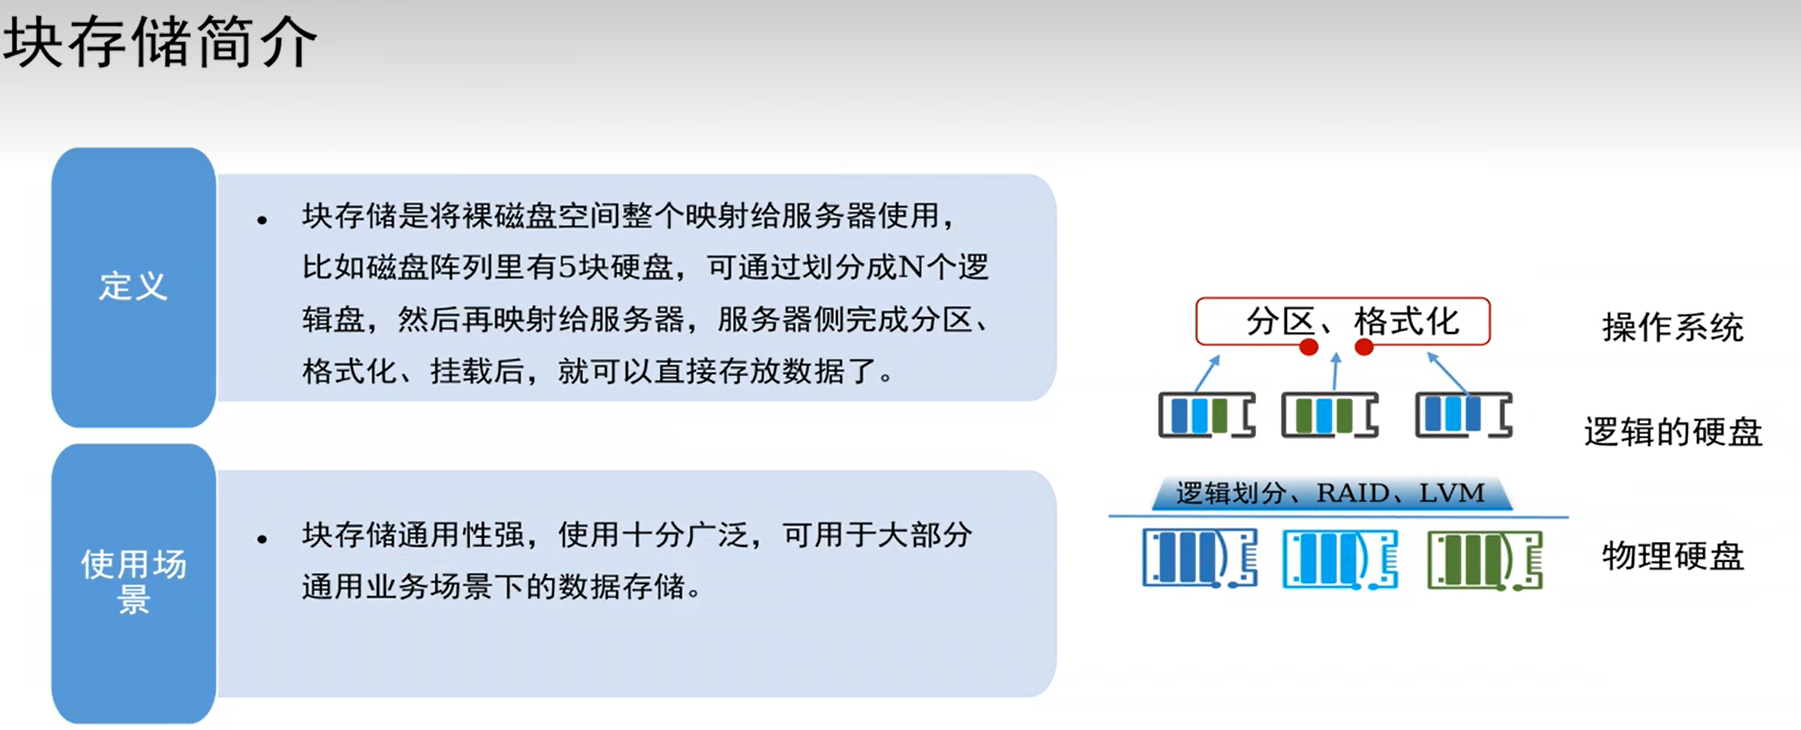 块存储简介
定义
• 块存储是将裸磁盘空间整个映射给服务器使用，
比如磁盘阵列里有5块硬盘，可通过划分成N个逻
辑盘，然后再映射给服务器，服务器侧完成分区、
格式化、挂载后，就可以直接存放数据了。
使用场
景
• 块存储通用性强，使用十分广泛，可用于大部分
通用业务场景下的数据存储。
分区、格式化
操作系统
逻辑的硬盘
逻辑划分、RAID、LVM
物理硬盘